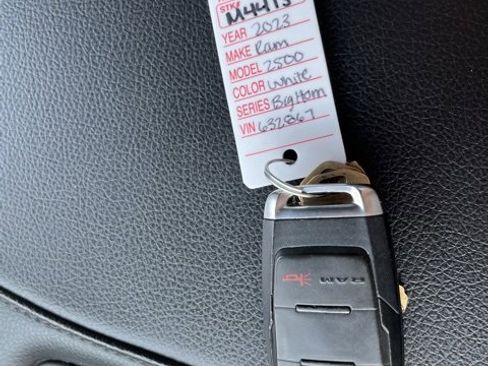 STK# M4413
YEAR 2023
MAKE Ram
MODEL 2500
COLOR White
SERIES Big Horn
VIN 632867
RAM